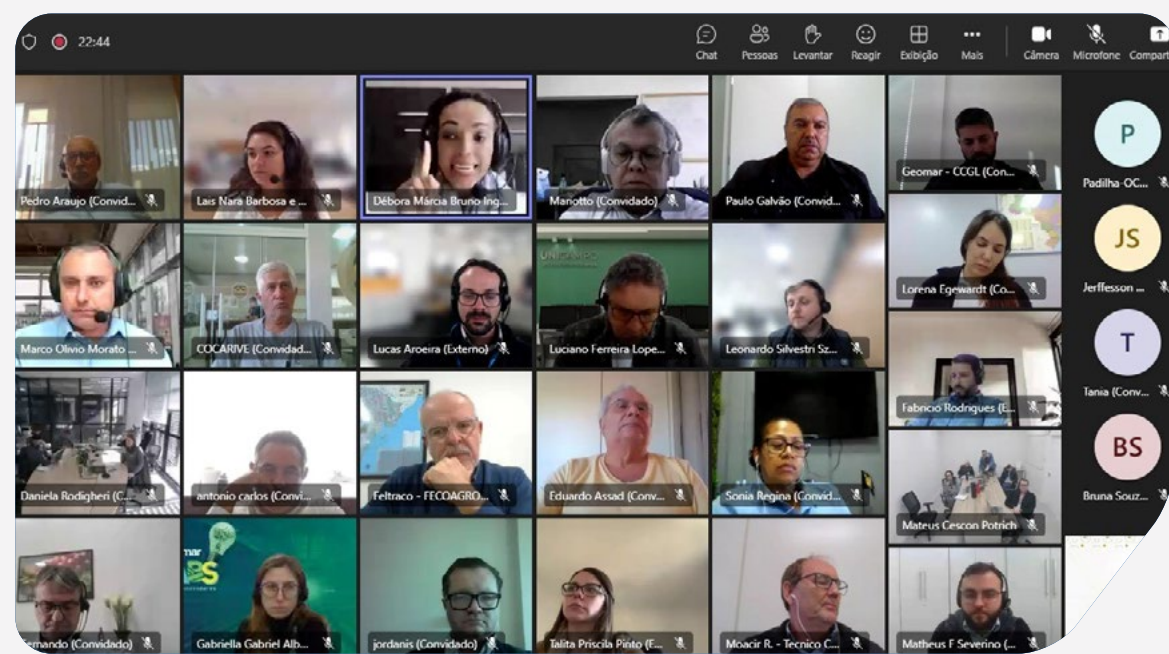 22:44
Chat
Pessoas
Levantar
Reagir
Exibição
Mais
Câmera
Microfone
Compart
Pedro Araujo (Convid...
Lais Nara Barbosa e ...
Débora Márcia Bruno Ing...
Mariotto (Convidado)
Paulo Galvão (Convid...
Geomar - CCGL (Con...
Padilha-OC...
P
Lorena Egewardt (Co...
JS
Jerffesson ...
Marco Olivio Morato ...
COCARIVE (Convidad...
Lucas Aroeira (Externo)
UNICAMPO
Luciano Ferreira Lope...
Leonardo Silvestri Sz...
Fabricio Rodrigues (E...
T
Tania (Conv...
Daniela Rodigheri (C...
antonio carlos (Convi...
Feltraco - FECOAGRO...
Eduardo Assad (Conv...
Sonia Regina (Convid...
Mateus Cescon Potrich
BS
Bruna Souz...
ernando (Convidado)
mar
Gabriella Gabriel Alb...
jordanis (Convidado)
Talita Priscila Pinto (E...
Moacir R. - Tecnico C...
Matheus F Severino (...